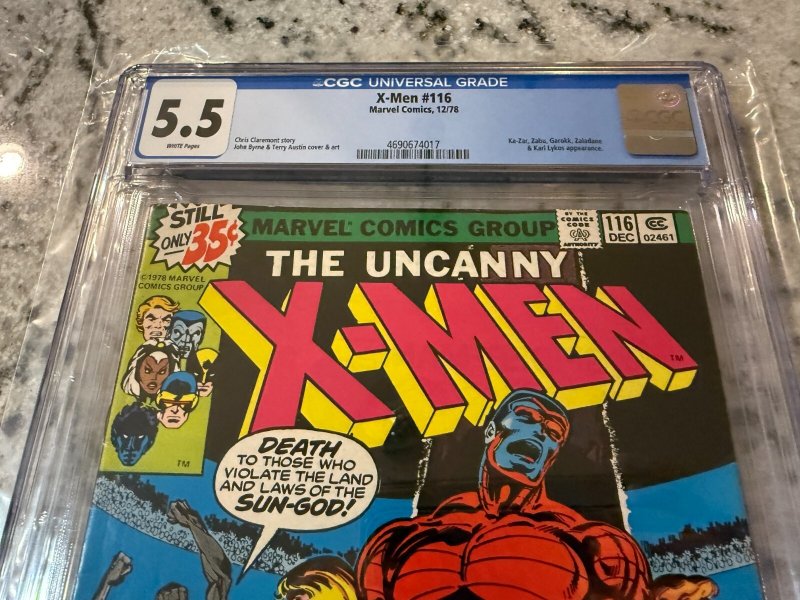 CGC UNIVERSAL GRADE
X-Men #116
Marvel Comics, 12/78
5.5
WHITE Pages
Chris Claremont story
John Byrne & Terry Austin cover & art
4690674017
Ka-Zar, Zabu, Garokk, Zaladane
& Karl Lykos appearance.
CGC
STILL
ONLY 35¢
MARVEL COMICS GROUP
BY THE
COMICS
CODE
AUTHORITY
116
DEC
CC
02461
©1978 MARVEL
COMICS GROUP
THE UNCANNY
X-MEN
TM
TM
DEATH
TO THOSE WHO
VIOLATE THE LAND
AND LAWS OF THE
SUN-GOD!